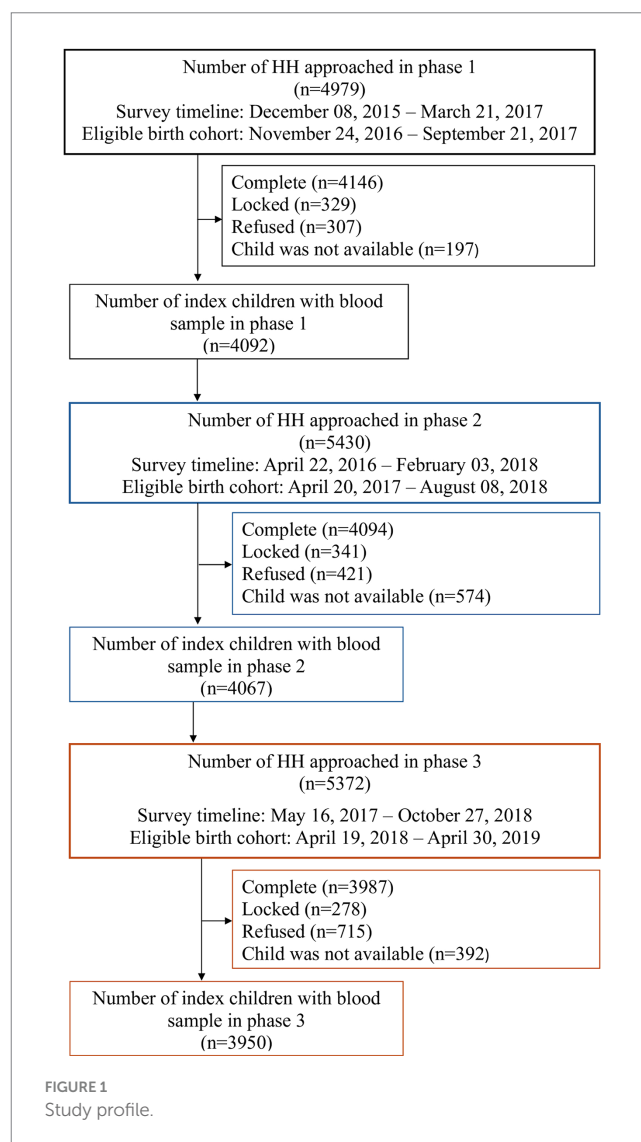 Number of HH approached in phase 1
(n=4979)
Survey timeline: December 08, 2015 – March 21, 2017
Eligible birth cohort: November 24, 2016 – September 21, 2017
Complete (n=4146)
Locked (n=329)
Refused (n=307)
Child was not available (n=197)
Number of index children with blood
sample in phase 1
(n=4092)
Number of HH approached in phase 2
(n=5430)
Survey timeline: April 22, 2016 – February 03, 2018
Eligible birth cohort: April 20, 2017 – August 08, 2018
Complete (n=4094)
Locked (n=341)
Refused (n=421)
Child was not available (n=574)
Number of index children with blood
sample in phase 2
(n=4067)
Number of HH approached in phase 3
(n=5372)
Survey timeline: May 16, 2017 – October 27, 2018
Eligible birth cohort: April 19, 2018 – April 30, 2019
Complete (n=3987)
Locked (n=278)
Refused (n=715)
Child was not available (n=392)
Number of index children with blood
sample in phase 3
(n=3950)
FIGURE 1
Study profile.